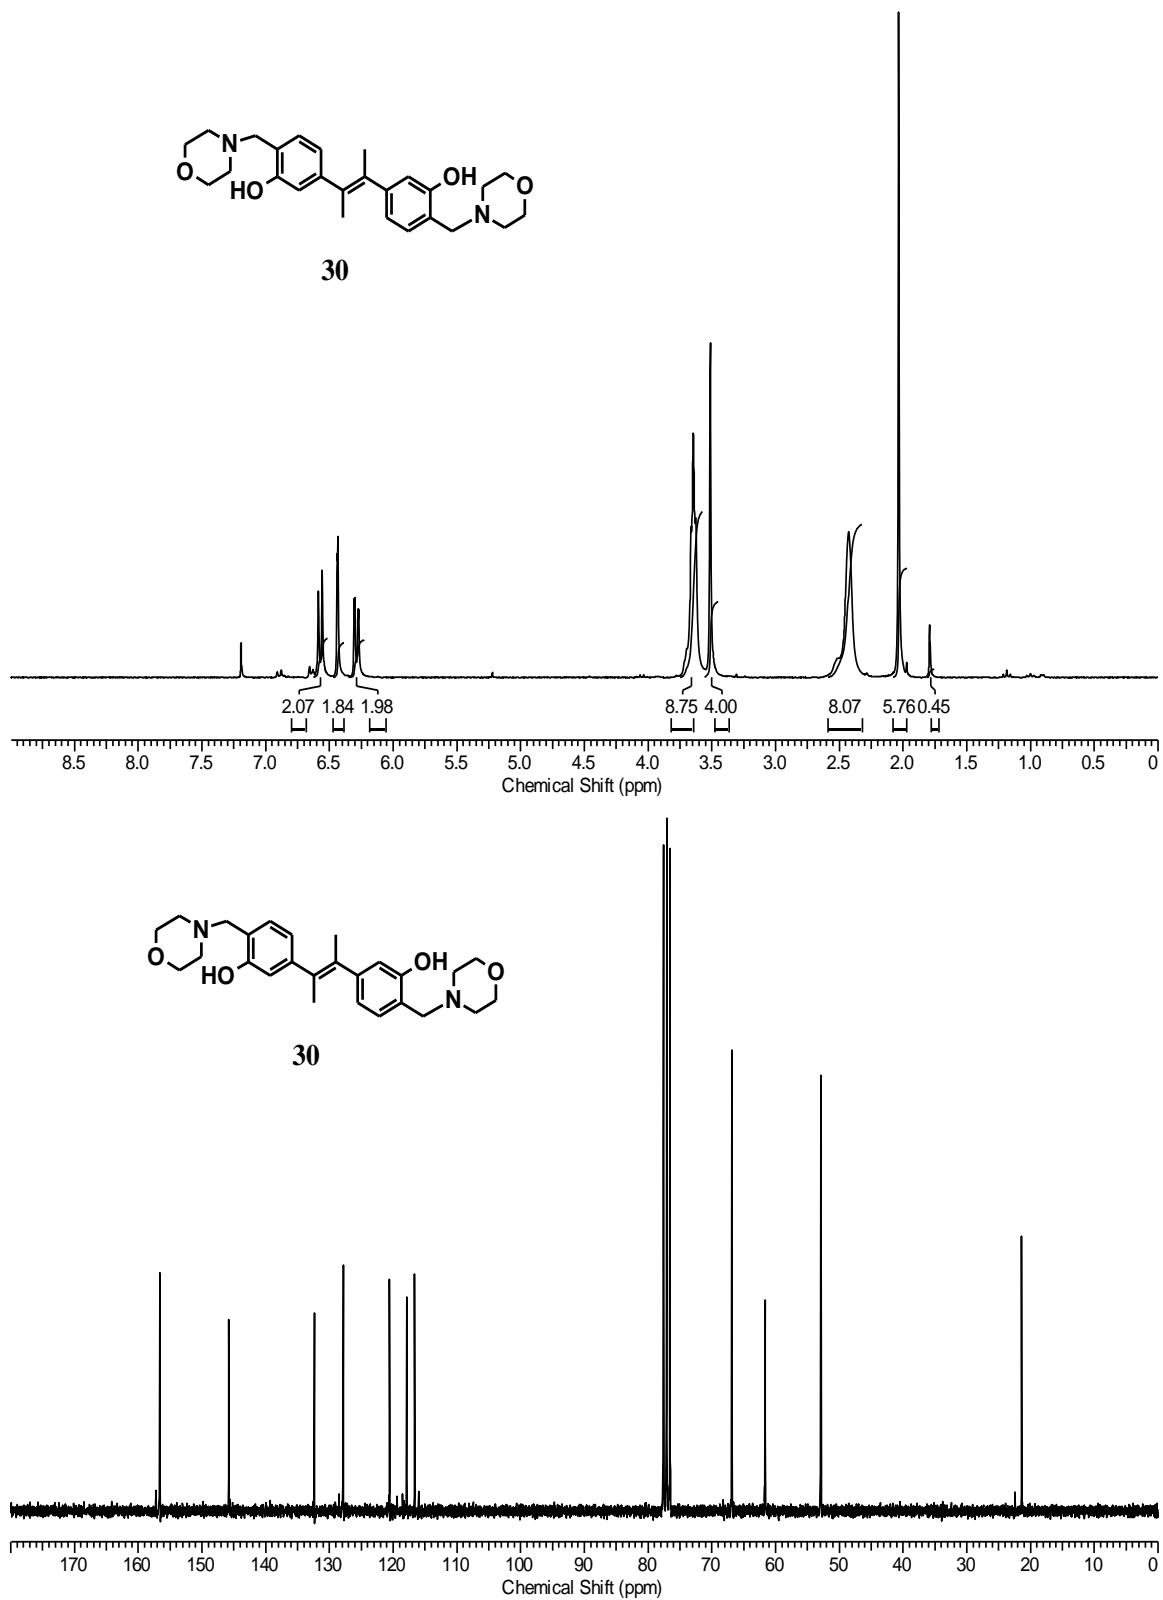 N
O
HO
OH
N
O
30
2.07 1.84 1.98 8.75 4.00 8.07 5.76 0.45
8.5 8.0 7.5 7.0 6.5 6.0 5.5 5.0 4.5 4.0 3.5 3.0 2.5 2.0 1.5 1.0 0.5 0
Chemical Shift (ppm)
N
O
HO
OH
O
N
30
170 160 150 140 130 120 110 100 90 80 70 60 50 40 30 20 10 0
Chemical Shift (ppm)